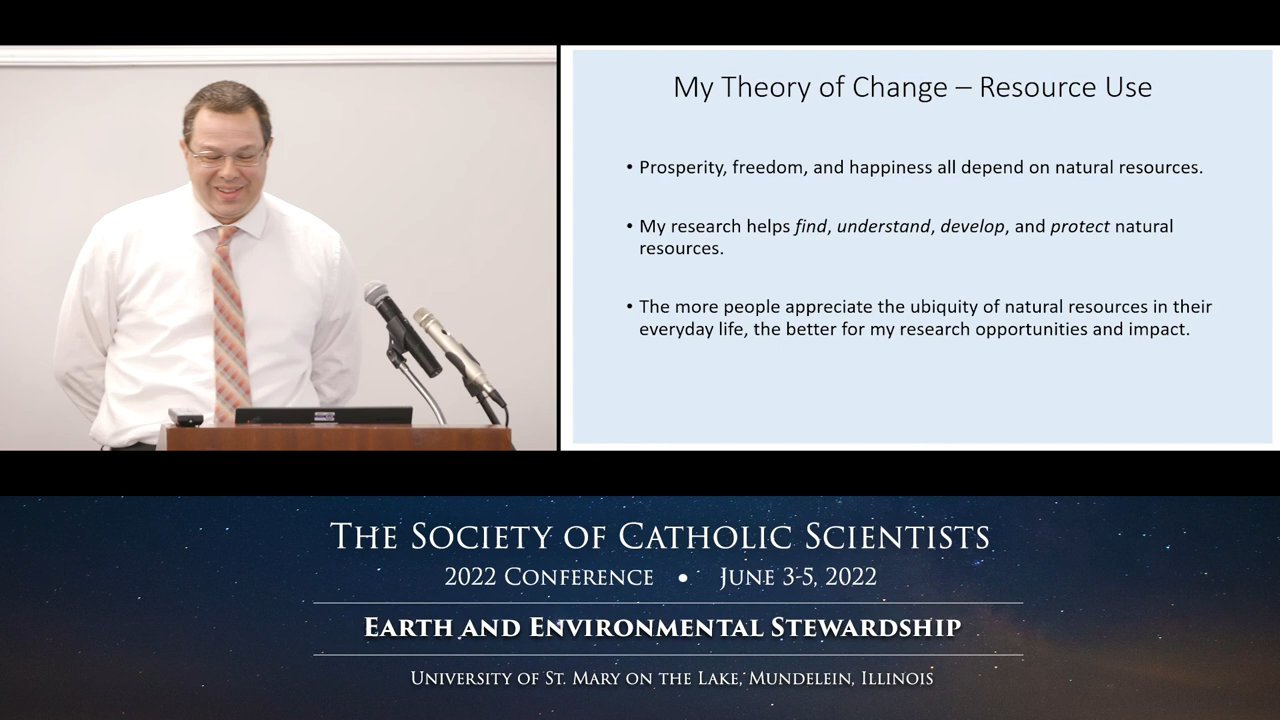 My Theory of Change – Resource Use
• Prosperity, freedom, and happiness all depend on natural resources.
• My research helps find, understand, develop, and protect natural
resources.
• The more people appreciate the ubiquity of natural resources in their
everyday life, the better for my research opportunities and impact.
The Society of Catholic Scientists
2022 Conference • June 3-5, 2022
Earth and Environmental Stewardship
University of St. Mary on the Lake, Mundelein, Illinois